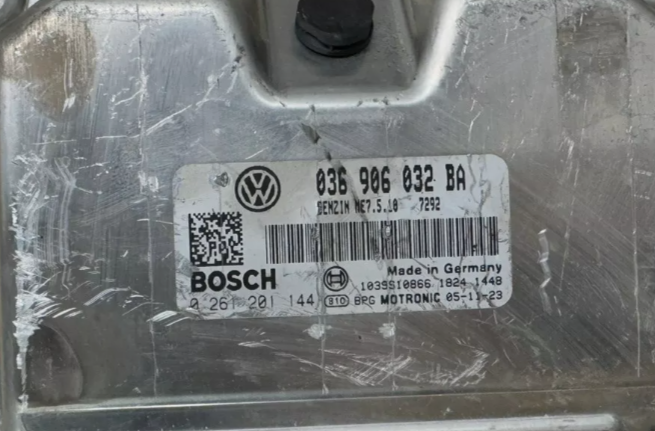 036 906 032 BA
BENZIN ME7.5.10 7292
BOSCH
Made in Germany
1039S10866 1824 1448
0 261 201 144 810 BPG MOTRONIC 05-11-23